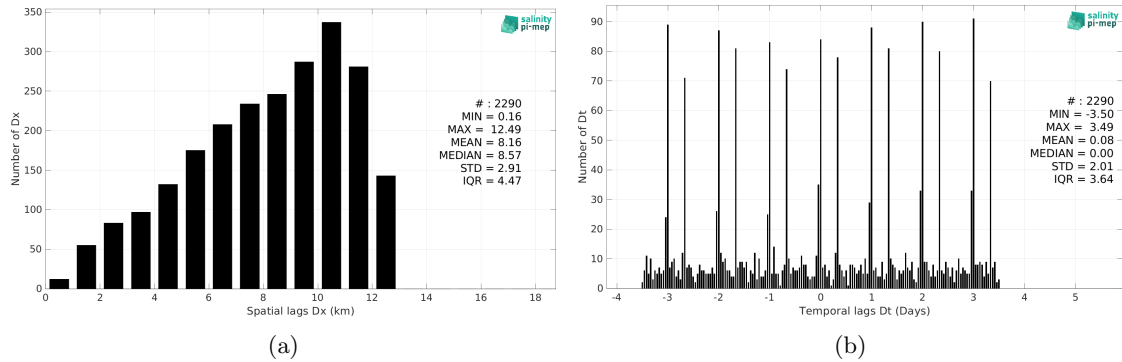 350
300
250
200
150
100
50
0
Number of Dx
0 2 4 6 8 10 12 14 16 18
Spatial lags Dx (km)
salinity
pi-mep
# : 2290
MIN = 0.16
MAX = 12.49
MEAN = 8.16
MEDIAN = 8.57
STD = 2.91
IQR = 4.47
(a)
90
80
70
60
50
40
30
20
10
0
Number of Dt
-4 -3 -2 -1 0 1 2 3 4 5
Temporal lags Dt (Days)
salinity
pi-mep
# : 2290
MIN = -3.50
MAX = 3.49
MEAN = 0.08
MEDIAN = 0.00
STD = 2.01
IQR = 3.64
(b)